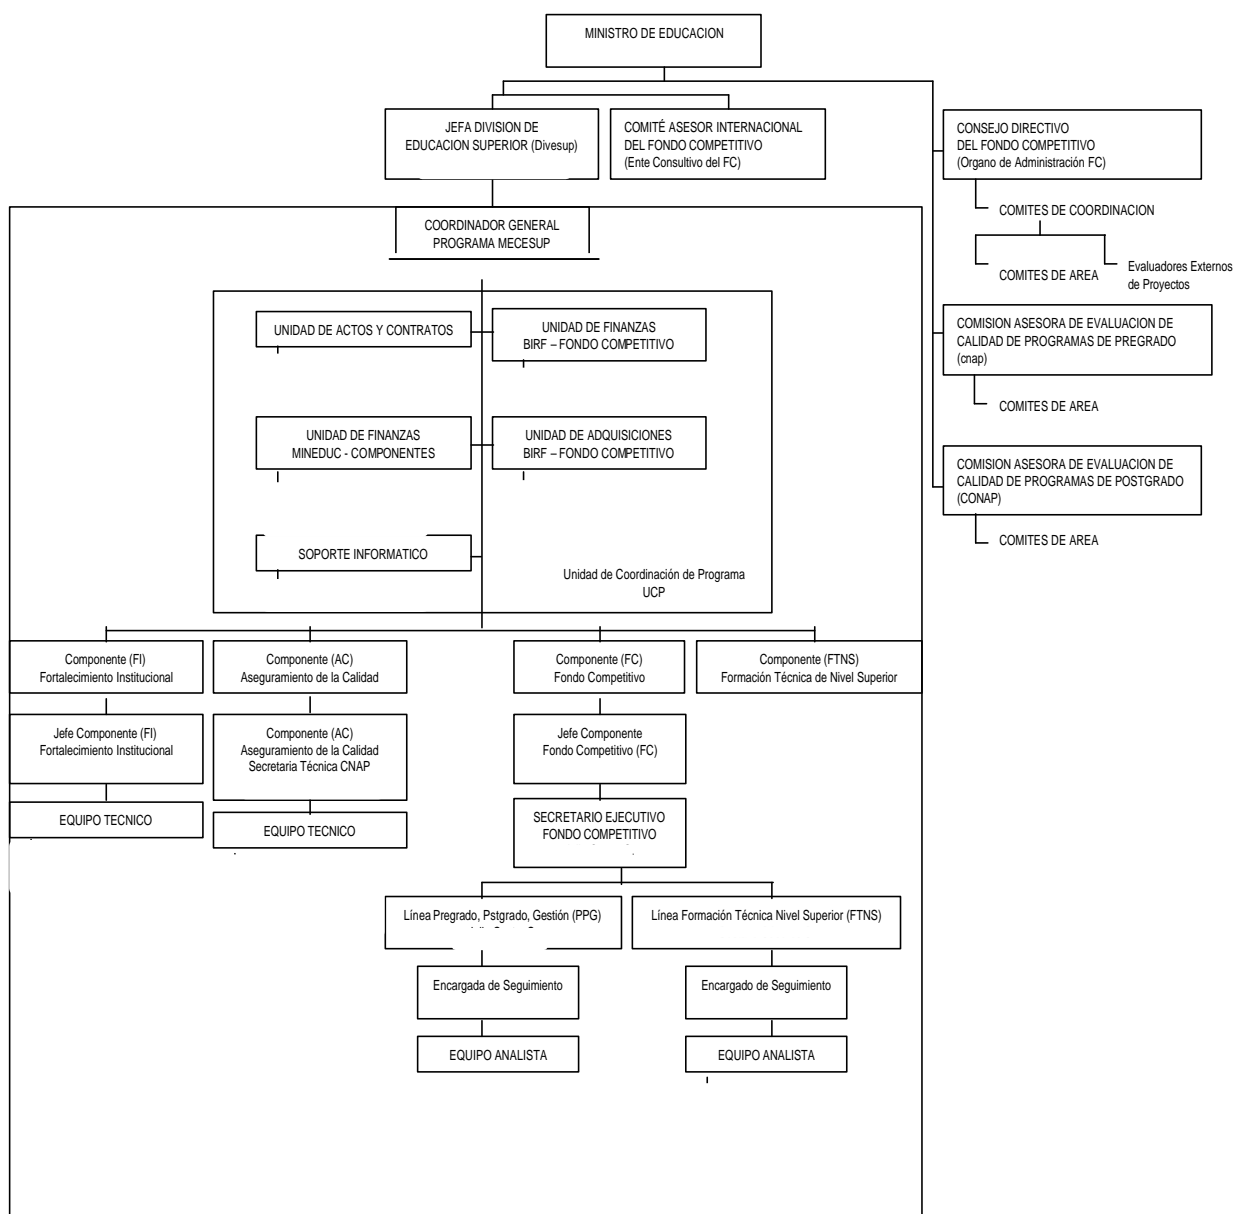 MINISTRO DE EDUCACION
JEFA DIVISION DE
EDUCACION SUPERIOR (Divesup)
COMITÉ ASESOR INTERNACIONAL
DEL FONDO COMPETITIVO
(Ente Consultivo del FC)
CONSEJO DIRECTIVO
DEL FONDO COMPETITIVO
(Organo de Administración FC)
COMITES DE COORDINACION
COMITES DE AREA
Evaluadores Externos
de Proyectos
COORDINADOR GENERAL
PROGRAMA MECESUP
UNIDAD DE ACTOS Y CONTRATOS
UNIDAD DE FINANZAS
BIRF – FONDO COMPETITIVO
COMISION ASESORA DE EVALUACION DE
CALIDAD DE PROGRAMAS DE PREGRADO
(cnap)
COMITES DE AREA
UNIDAD DE FINANZAS
MINEDUC - COMPONENTES
UNIDAD DE ADQUISICIONES
BIRF – FONDO COMPETITIVO
COMISION ASESORA DE EVALUACION DE
CALIDAD DE PROGRAMAS DE POSTGRADO
(CONAP)
COMITES DE AREA
SOPORTE INFORMATICO
Unidad de Coordinación de Programa
UCP
Componente (FI)
Fortalecimiento Institucional
Componente (AC)
Aseguramiento de la Calidad
Componente (FC)
Fondo Competitivo
Componente (FTNS)
Formación Técnica de Nivel Superior
Jefe Componente (FI)
Fortalecimiento Institucional
Componente (AC)
Aseguramiento de la Calidad
Secretaria Técnica CNAP
Jefe Componente
Fondo Competitivo (FC)
EQUIPO TECNICO
EQUIPO TECNICO
SECRETARIO EJECUTIVO
FONDO COMPETITIVO
Línea Pregrado, Pstgrado, Gestión (PPG)
Línea Formación Técnica Nivel Superior (FTNS)
Encargada de Seguimiento
Encargado de Seguimiento
EQUIPO ANALISTA
EQUIPO ANALISTA